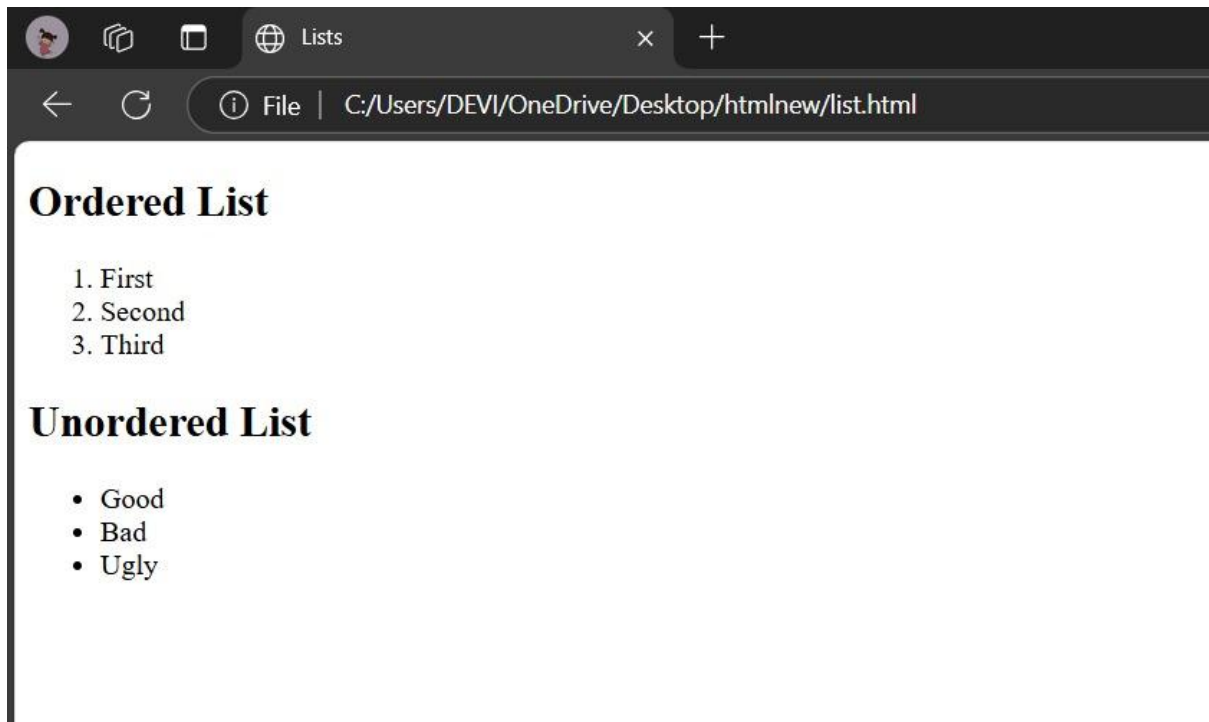 Lists
File | C:/Users/DEVI/OneDrive/Desktop/htmlnew/list.html
Ordered List
1. First
2. Second
3. Third
Unordered List
• Good
• Bad
• Ugly